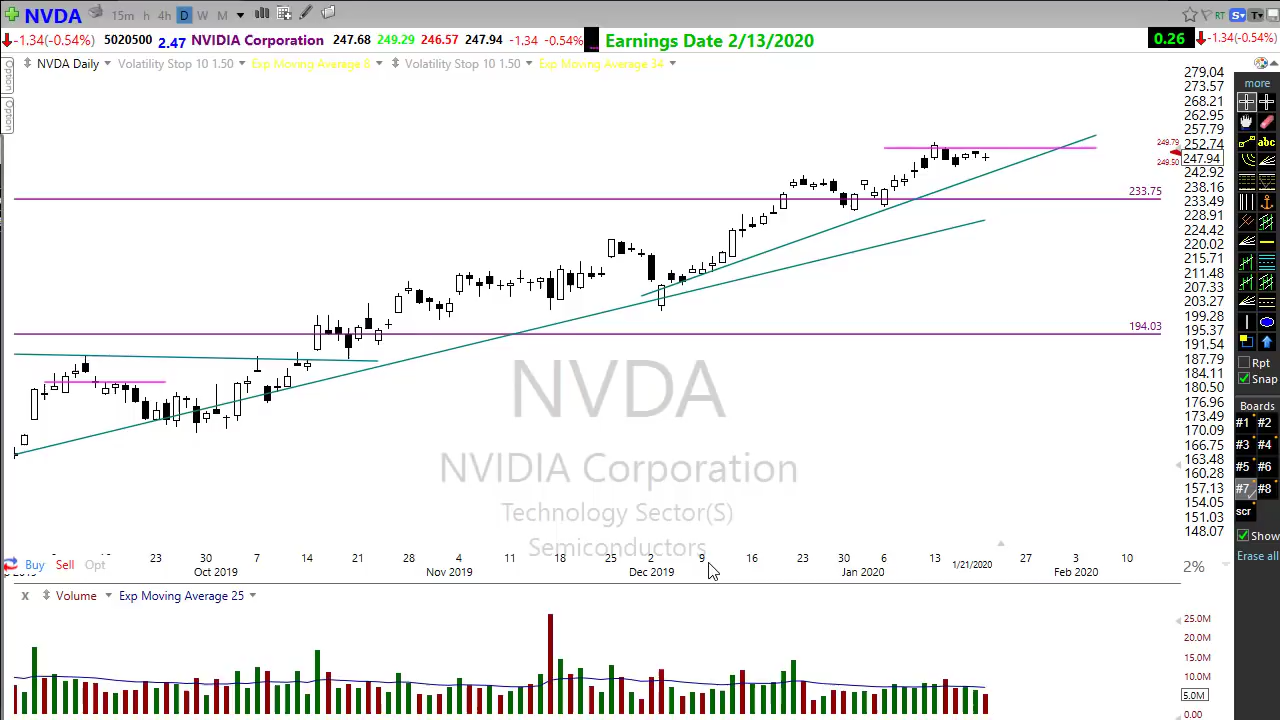 NVDA 15m h 4h D W M RT S T
-1.34(-0.54%) 5020500 2.47 NVIDIA Corporation 247.68 249.29 246.57 247.94 -1.34 -0.54% Earnings Date 2/13/2020 0.26 -1.34(-0.54%)
NVDA Daily Volatility Stop 10 1.50 Exp Moving Average 8 Volatility Stop 10 1.50 Exp Moving Average 34
Option
Option
279.04
273.57
268.21
262.95
257.79
252.74
247.94
242.92
238.16
233.49
228.91
224.42
220.02
215.71
211.48
207.33
203.27
199.28
195.37
191.54
187.79
184.11
180.50
176.96
173.49
170.09
166.75
163.48
160.28
157.13
154.05
151.03
148.07
249.79
249.50
233.75
194.03
NVDA
NVIDA Corporation
Technology Sector(S)
Semiconductors
more
abc
Rpt
Snap
Boards
#1 #2
#3 #4
#5 #6
#7 #8
scr
Show
Erase all
23 30 7 14 21 28 4 11 18 25 2 9 16 23 30 6 13 1/21/2020 27 3 10
Oct 2019 Nov 2019 Dec 2019 Jan 2020 Feb 2020
Buy Sell Opt
2%
x Volume Exp Moving Average 25
25.0M
20.0M
15.0M
10.0M
5.0M
0.00